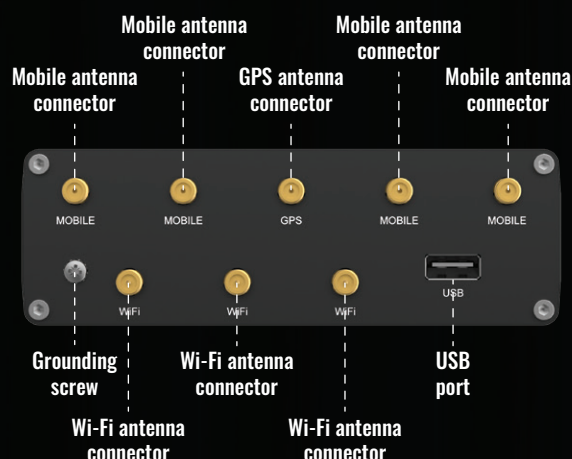 Mobile antenna
connector
Mobile antenna
connector
Mobile antenna
connector
GPS antenna
connector
Mobile antenna
connector
MOBILE
MOBILE
GPS
MOBILE
MOBILE
WiFi
WiFi
WiFi
USB
Grounding
screw
Wi-Fi antenna
connector
USB
port
Wi-Fi antenna
connector
Wi-Fi antenna
connector